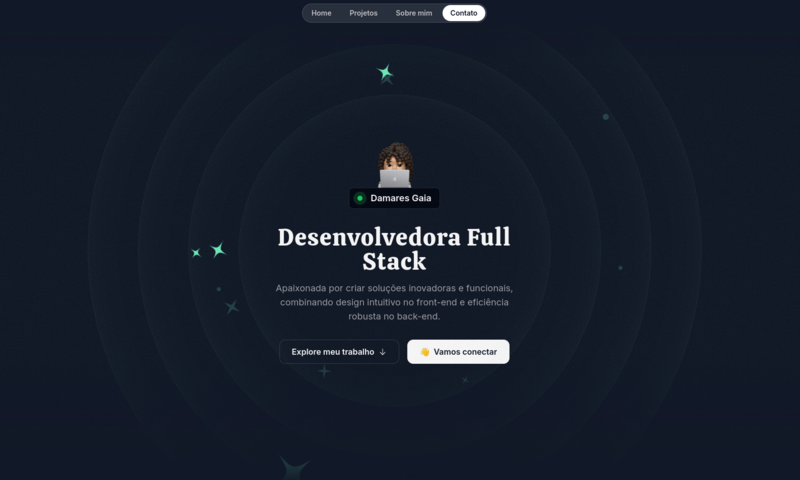 Home
Projetos
Sobre mim
Contato
Damares Gaia
Desenvolvedora Full
Stack
Apaixonada por criar soluções inovadoras e funcionais,
combinando design intuitivo no front-end e eficiência
robusta no back-end.
Explore meu trabalho ↓
👋 Vamos conectar